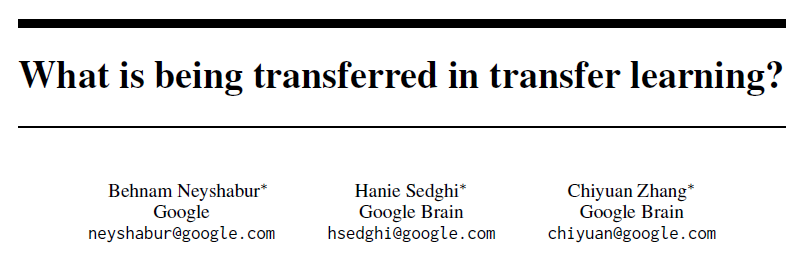 What is being transferred in transfer learning?
Behnam Neyshabur* Hanie Sedghi* Chiyuan Zhang*
Google Google Brain Google Brain
neyshabur@google.com hsedghi@google.com chiyuan@google.com